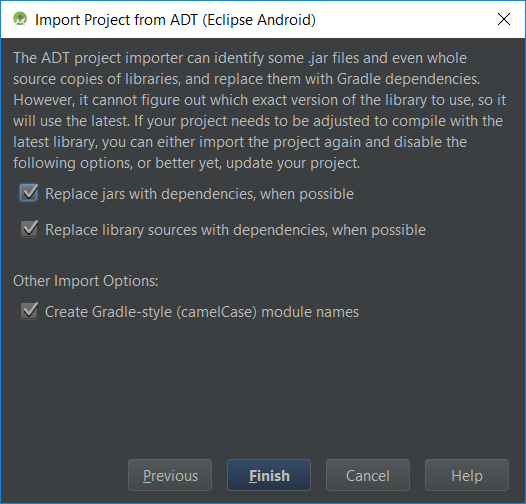 Import Project from ADT (Eclipse Android)
The ADT project importer can identify some .jar files and even whole
source copies of libraries, and replace them with Gradle dependencies.
However, it cannot figure out which exact version of the library to use, so it
will use the latest. If your project needs to be adjusted to compile with the
latest library, you can either import the project again and disable the
following options, or better yet, update your project.
Replace jars with dependencies, when possible
Replace library sources with dependencies, when possible
Other Import Options:
Create Gradle-style (camelCase) module names
Previous Finish Cancel Help